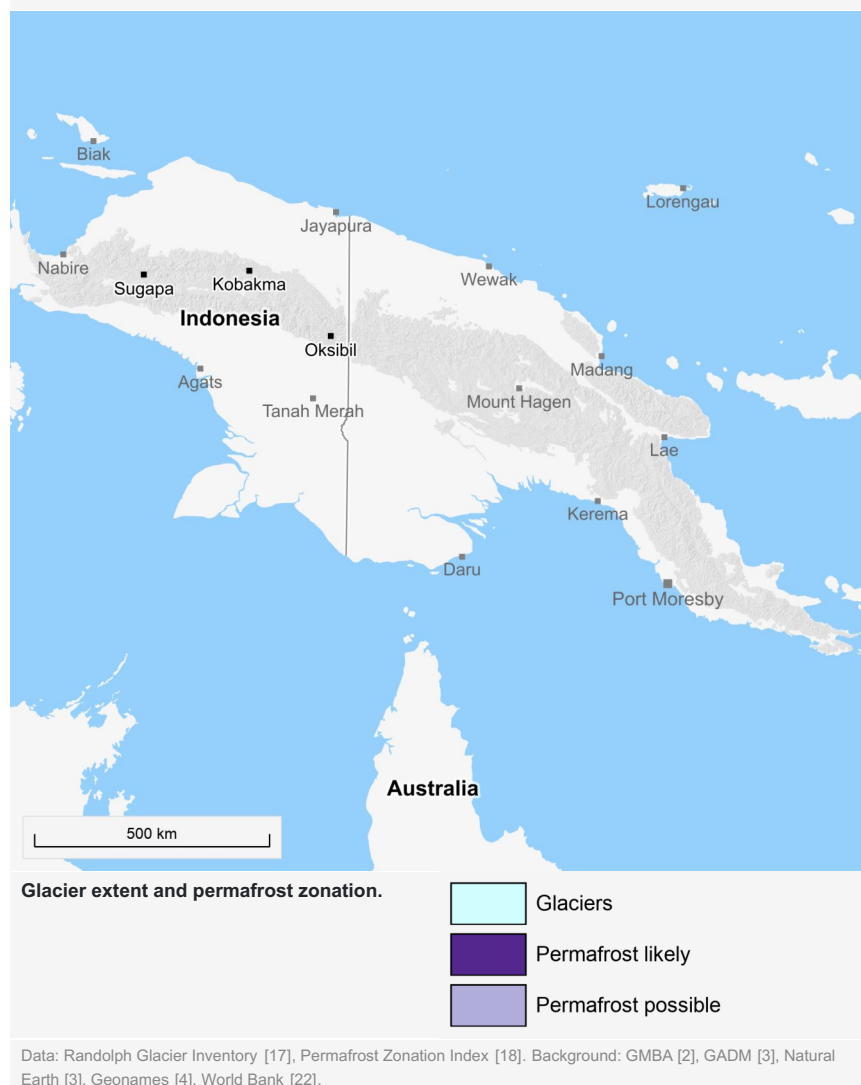 Biak
Lorengau
Jayapura
Nabire
Sugapa
Kobakma
Wewak
Indonesia
Oksibil
Agats
Madang
Tanah Merah
Mount Hagen
Lae
Kerema
Daru
Port Moresby
Australia
500 km
Glacier extent and permafrost zonation.
Glaciers
Permafrost likely
Permafrost possible
Data: Randolph Glacier Inventory [17], Permafrost Zonation Index [18]. Background: GMBA [2], GADM [3], Natural
Earth [3], Geonames [4], World Bank [22].